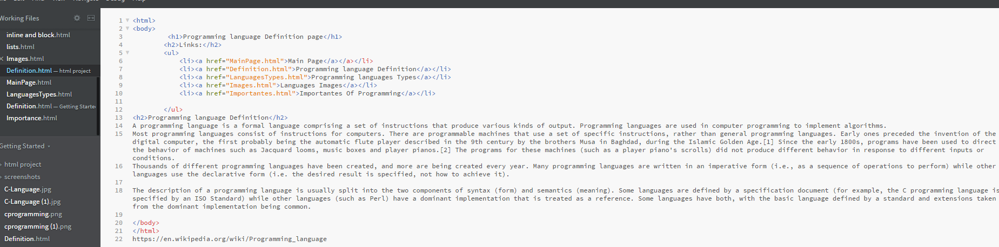 Working Files
inline and block.html
lists.html
Images.html
Definition.html — html project
MainPage.html
LanguagesTypes.html
Definition.html — Getting Starte
Importance.html
Getting Started
html project
screenshots
C-Language.jpg
C-Language (1).jpg
cprogramming.png
cprogramming (1).png
Definition.html
1 <html>
2 <body>
3 <h1>Programming language Definition page</h1>
4 <h2>Links:</h2>
5 <ul>
6 <li><a href="MainPage.html">Main Page</a></a></li>
7 <li><a href="Definition.html">Programming language Definition</a></li>
8 <li><a href="LanguagesTypes.html">Programming languages Types</a></li>
9 <li><a href="Images.html">Languages Images</a></li>
10 <li><a href="Importantes.html">Importantes Of Programming</a></li>
11
12 </ul>
13 <h2>Programming language Definition</h2>
14 A programming language is a formal language comprising a set of instructions that produce various kinds of output. Programming languages are used in computer programming to implement algorithms.
15 Most programming languages consist of instructions for computers. There are programmable machines that use a set of specific instructions, rather than general programming languages. Early ones preceded the invention of the
digital computer, the first probably being the automatic flute player described in the 9th century by the brothers Musa in Baghdad, during the Islamic Golden Age.[1] Since the early 1800s, programs have been used to direct
the behavior of machines such as Jacquard looms, music boxes and player pianos.[2] The programs for these machines (such as a player piano's scrolls) did not produce different behavior in response to different inputs or
conditions.
16 Thousands of different programming languages have been created, and more are being created every year. Many programming languages are written in an imperative form (i.e., as a sequence of operations to perform) while other
languages use the declarative form (i.e. the desired result is specified, not how to achieve it).
17
18 The description of a programming language is usually split into the two components of syntax (form) and semantics (meaning). Some languages are defined by a specification document (for example, the C programming language is
specified by an ISO Standard) while other languages (such as Perl) have a dominant implementation that is treated as a reference. Some languages have both, with the basic language defined by a standard and extensions taken
from the dominant implementation being common.
19
20 </body>
21 </html>
22 https://en.wikipedia.org/wiki/Programming_language